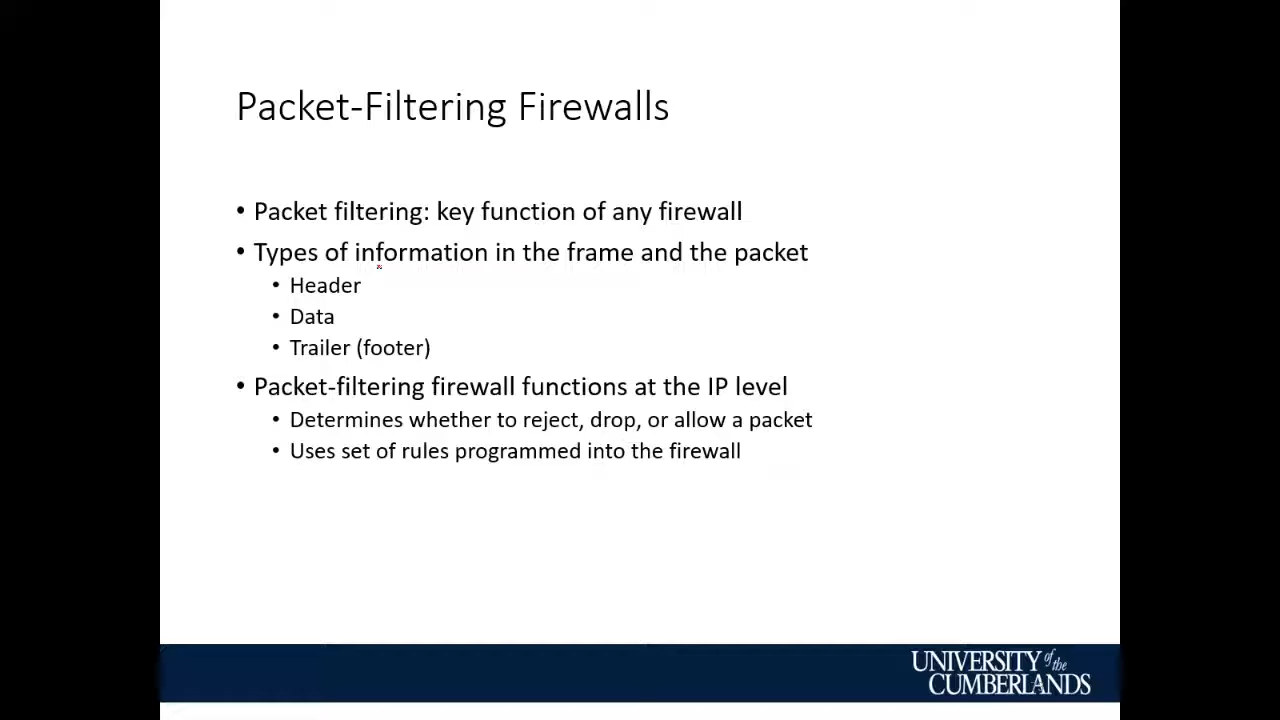 Packet-Filtering Firewalls
• Packet filtering: key function of any firewall
• Types of information in the frame and the packet
• Header
• Data
• Trailer (footer)
• Packet-filtering firewall functions at the IP level
• Determines whether to reject, drop, or allow a packet
• Uses set of rules programmed into the firewall
UNIVERSITY of the
CUMBERLANDS